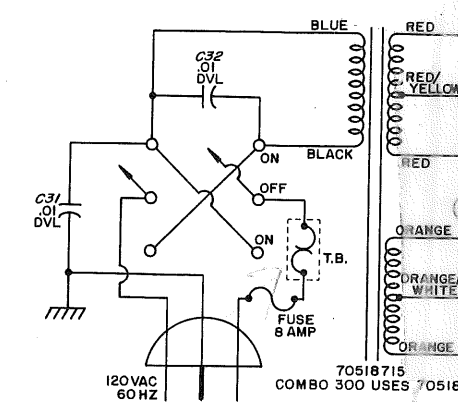 BLUE
RED
C32
.01
DVL
RED/
YELLOW
ON
BLACK
RED
C31
.01
DVL
OFF
ORANGE
ON
T.B.
ORANGE/
WHITE
FUSE
8 AMP
ORANGE
120VAC
60HZ
70518715
COMBO 300 USES 70518